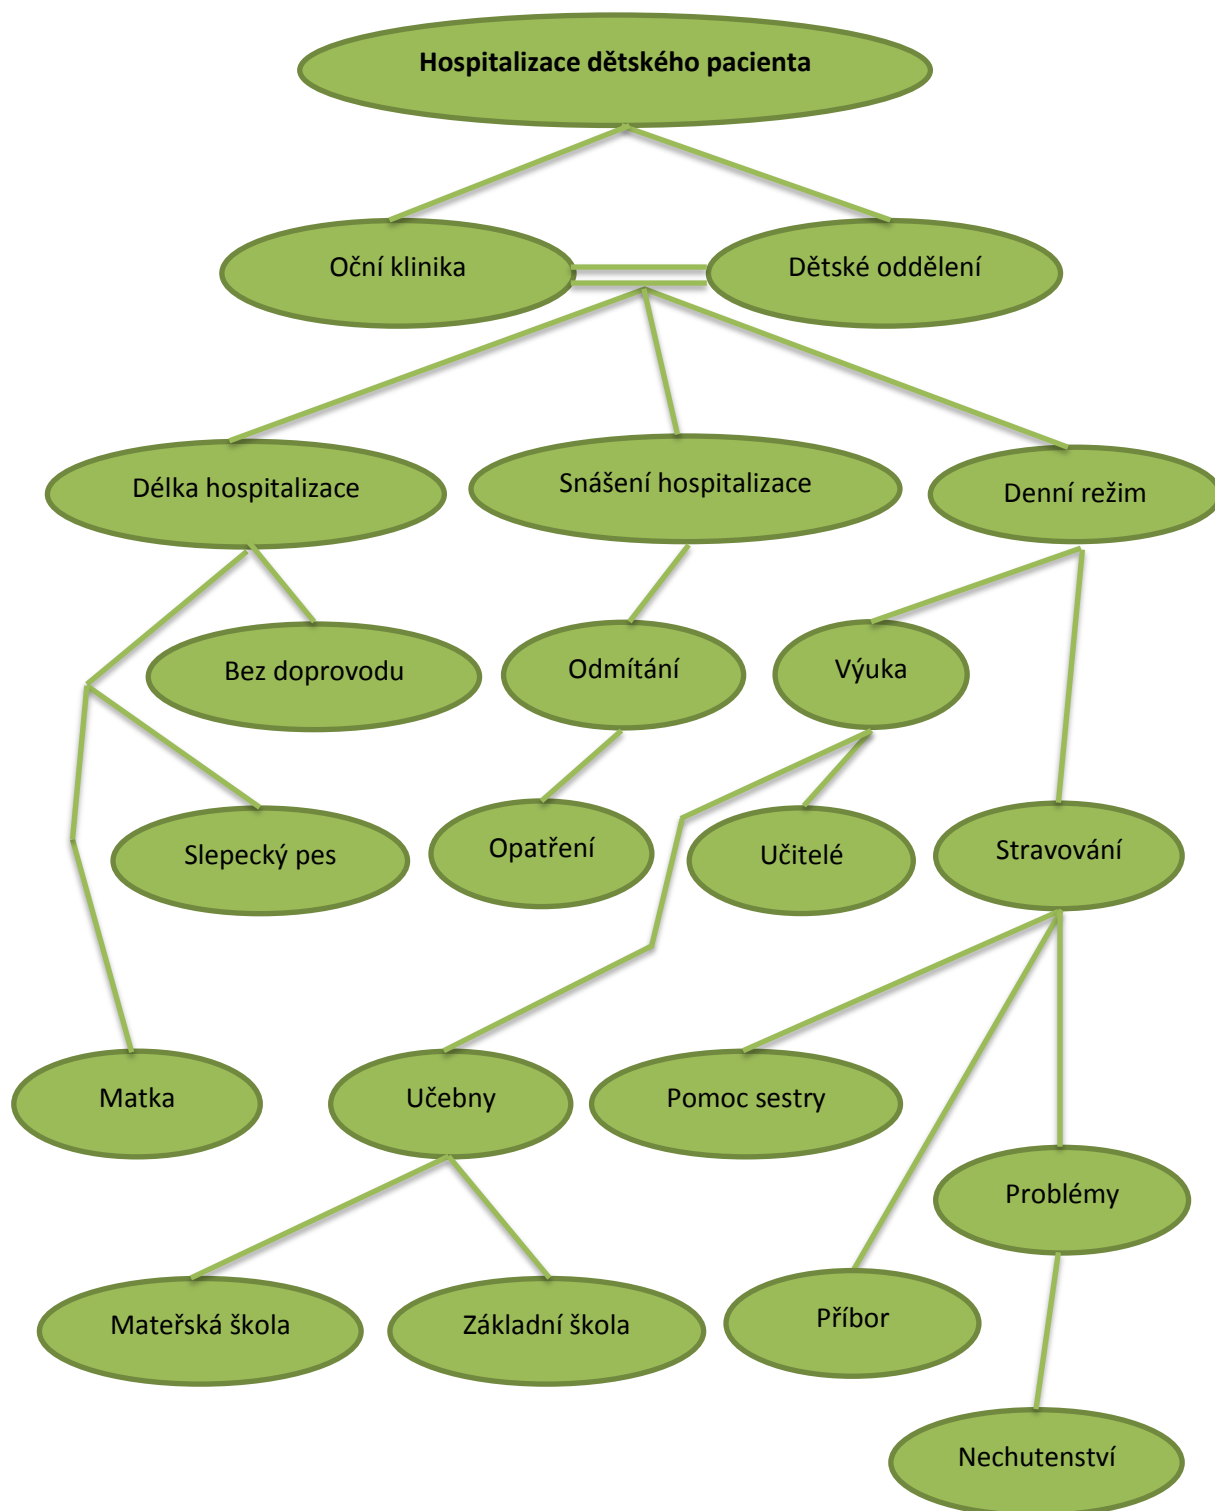 Hospitalizace dětského pacienta
Oční klinika
Dětské oddělení
Délka hospitalizace
Snášení hospitalizace
Denní režim
Bez doprovodu
Odmítání
Výuka
Slepecký pes
Opatření
Učitelé
Stravování
Matka
Učebny
Pomoc sestry
Problémy
Mateřská škola
Základní škola
Příbor
Nechutenství